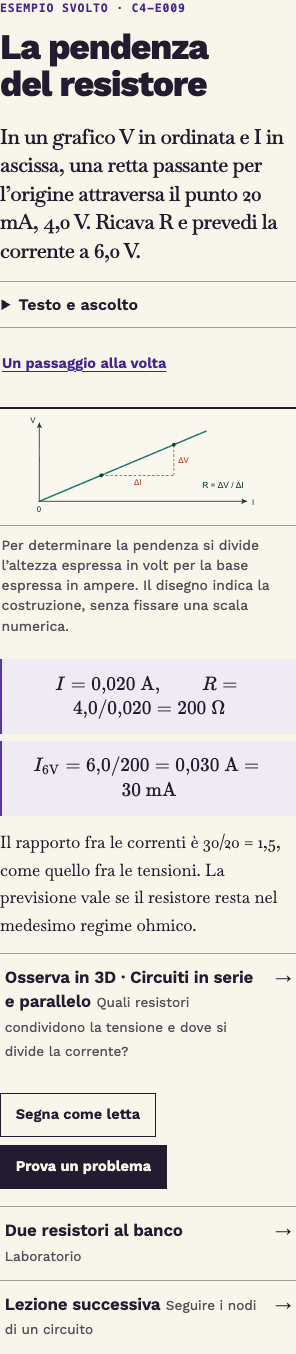 ESEMPIO SVOLTO · C4-E009
La pendenza
del resistore
In un grafico V in ordinata e I in
ascissa, una retta passante per
l'origine attraversa il punto 20
mA, 4,0 V. Ricava R e prevedi la
corrente a 6,0 V.
▶ Testo e ascolto
Un passaggio alla volta
V
ΔV
ΔI
R = ΔV / ΔI
I
0
Per determinare la pendenza si divide
l'altezza espressa in volt per la base
espressa in ampere. Il disegno indica la
costruzione, senza fissare una scala
numerica.
I = 0,020 A, R =
4,0/0,020 = 200 Ω
I6V = 6,0/200 = 0,030 A =
30 mA
Il rapporto fra le correnti è 30/20 = 1,5,
come quello fra le tensioni. La
previsione vale se il resistore resta nel
medesimo regime ohmico.
Osserva in 3D · Circuiti in serie →
e parallelo Quali resistori
condividono la tensione e dove si
divide la corrente?
Segna come letta
Prova un problema
Due resistori al banco →
Laboratorio
Lezione successiva Seguire i nodi →
di un circuito